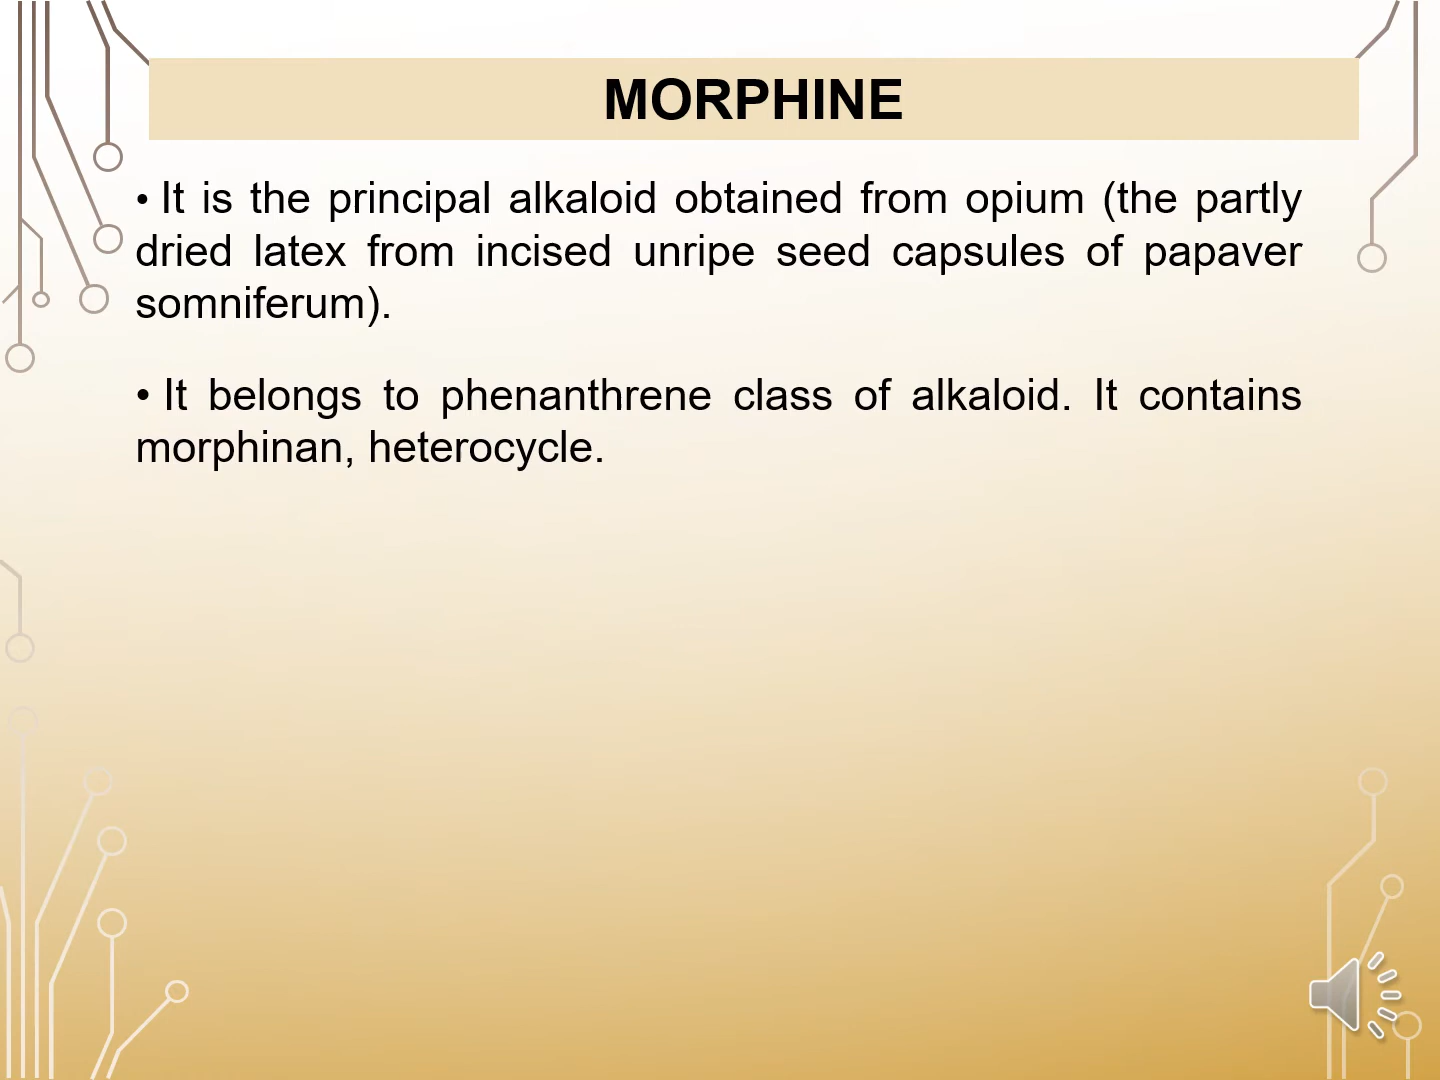 MORPHINE
• It is the principal alkaloid obtained from opium (the partly
dried latex from incised unripe seed capsules of papaver
somniferum).
• It belongs to phenanthrene class of alkaloid. It contains
morphinan, heterocycle.